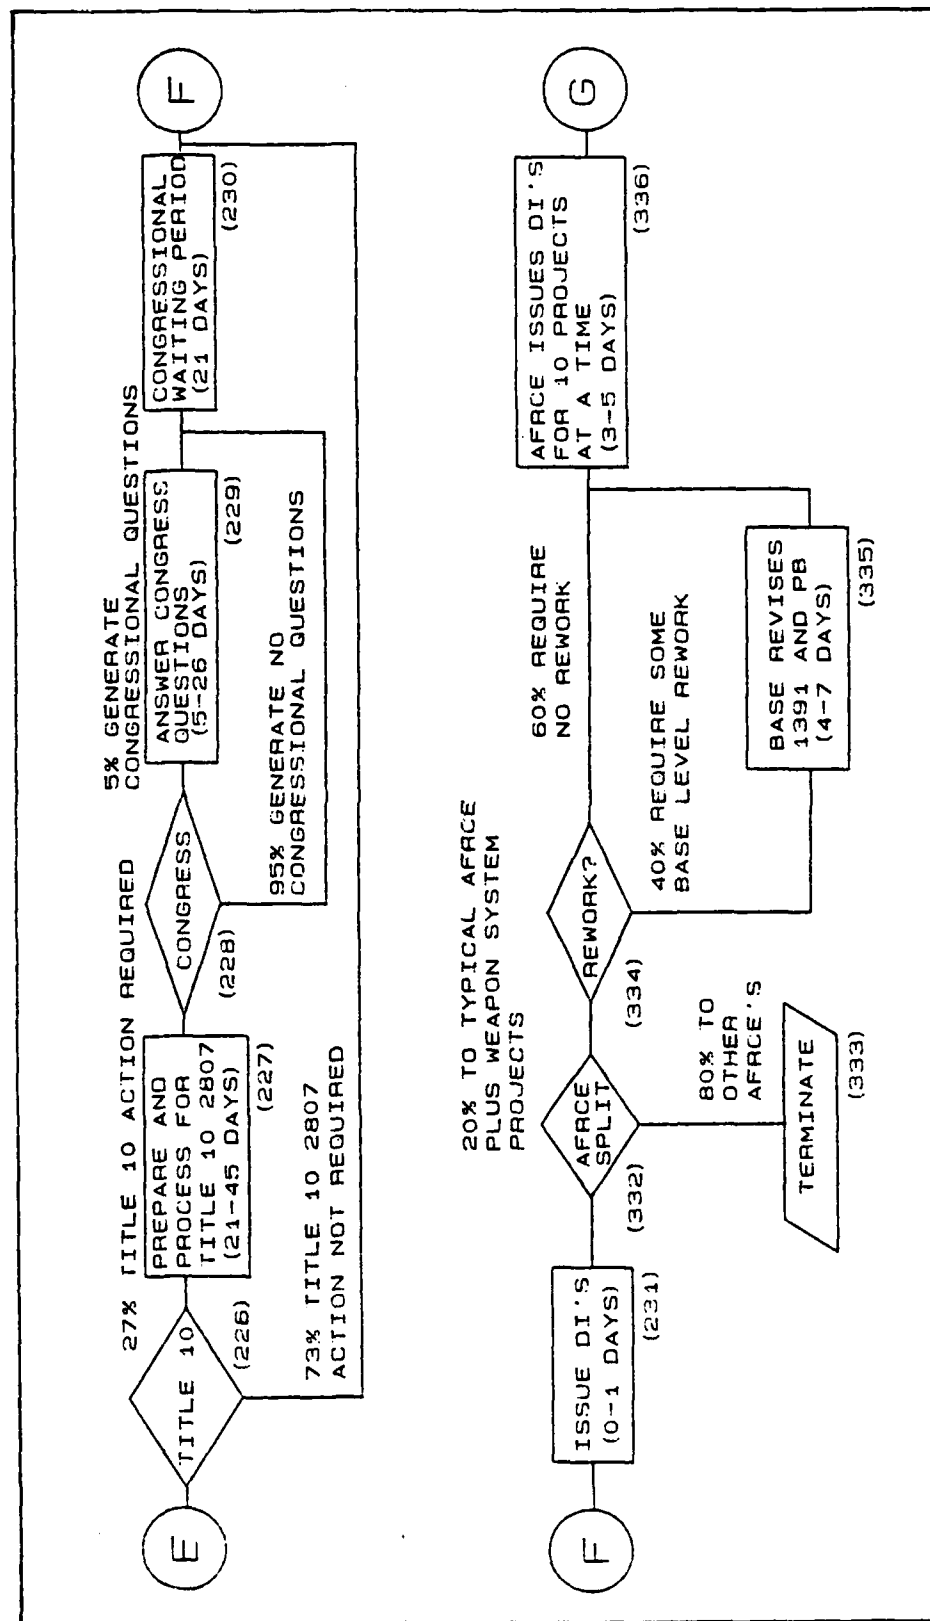 E
TITLE 10
(226)
27% TITLE 10 ACTION REQUIRED
PREPARE AND
PROCESS FOR
TITLE 10 2807
(21-45 DAYS)
(227)
73% TITLE 10 2807
ACTION NOT REQUIRED
CONGRESS
(228)
5% GENERATE
CONGRESSIONAL QUESTIONS
ANSWER CONGRESS
QUESTIONS
(5-26 DAYS)
(229)
95% GENERATE NO
CONGRESSIONAL QUESTIONS
CONGRESSIONAL
WAITING PERIOD
(21 DAYS)
(230)
F
F
ISSUE DI'S
(0-1 DAYS)
(231)
AFRCE
SPLIT
(332)
20% TO TYPICAL AFRCE
PLUS WEAPON SYSTEM
PROJECTS
80% TO
OTHER
AFRCE'S
TERMINATE
(333)
REWORK?
(334)
60% REQUIRE
NO REWORK
40% REQUIRE SOME
BASE LEVEL REWORK
BASE REVISES
1391 AND PB
(4-7 DAYS)
(335)
AFRCE ISSUES DI'S
FOR 10 PROJECTS
AT A TIME
(3-5 DAYS)
(336)
G